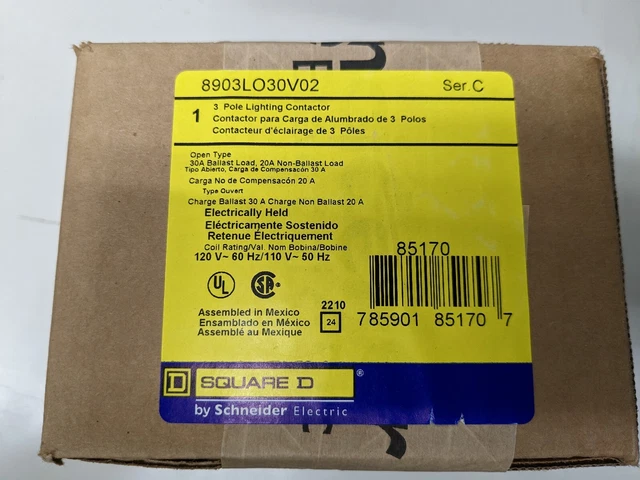 8903LO30V02 Ser.C
1
3 Pole Lighting Contactor
Contactor para Carga de Alumbrado de 3 Polos
Contacteur d'éclairage de 3 Pôles
Open Type
30A Ballast Load, 20A Non-Ballast Load
Tipo Abierto, Carga de Compensacón 30 A
Carga No de Compensación 20 A
Type Ouvert
Charge Ballast 30 A Charge Non Ballast 20 A
Electrically Held
Eléctricamente Sostenido
Retenue Électriquement
Coil Rating/Val. Nom Bobina/Bobine
120 V~ 60 Hz/110 V~ 50 Hz
85170
UL SA
785901 85170 7
2210
24
Assembled in Mexico
Ensamblado en México
Assemblé au Mexique
D SQUARE D ®
by Schneider Electric